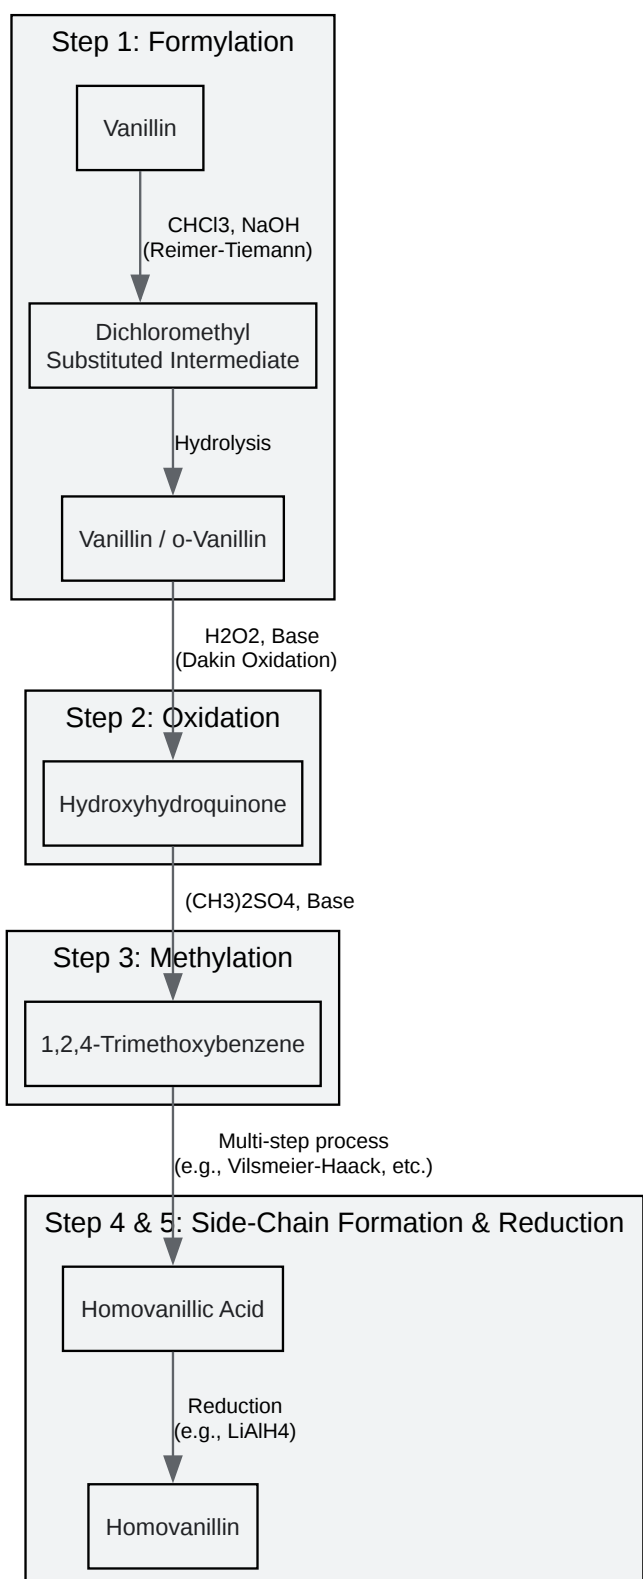 Step 1: Formylation
Vanillin
CHCl3, NaOH
(Reimer-Tiemann)
Dichloromethyl
Substituted Intermediate
Hydrolysis
Vanillin / o-Vanillin
H2O2, Base
(Dakin Oxidation)
Step 2: Oxidation
Hydroxyhydroquinone
(CH3)2SO4, Base
Step 3: Methylation
1,2,4-Trimethoxybenzene
Multi-step process
(e.g., Vilsmeier-Haack, etc.)
Step 4 & 5: Side-Chain Formation & Reduction
Homovanillic Acid
Reduction
(e.g., LiAlH4)
Homovanillin